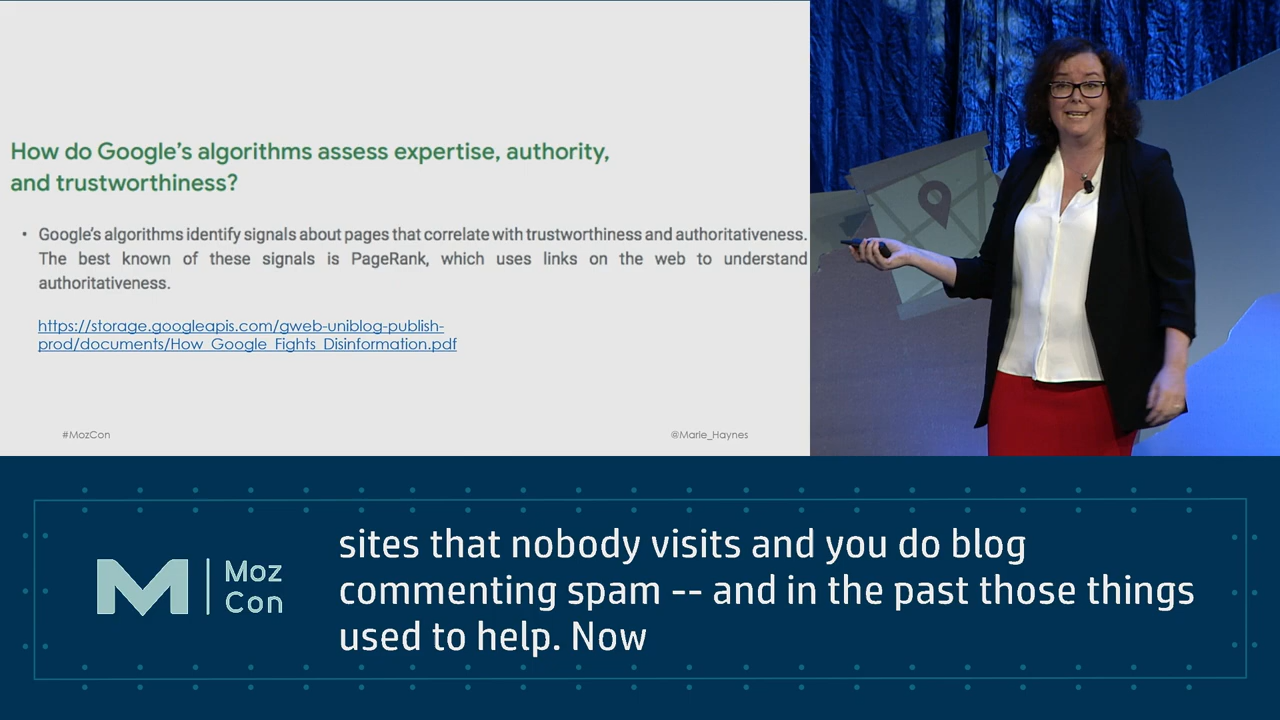 How do Google's algorithms assess expertise, authority,
and trustworthiness?
• Google's algorithms identify signals about pages that correlate with trustworthiness and authoritativeness.
The best known of these signals is PageRank, which uses links on the web to understand
authoritativeness.
https://storage.googleapis.com/gweb-uniblog-publish-
prod/documents/How_Google_Fights_Disinformation.pdf
#MozCon
@Marie_Haynes
Moz
Con
sites that nobody visits and you do blog
commenting spam -- and in the past those things
used to help. Now